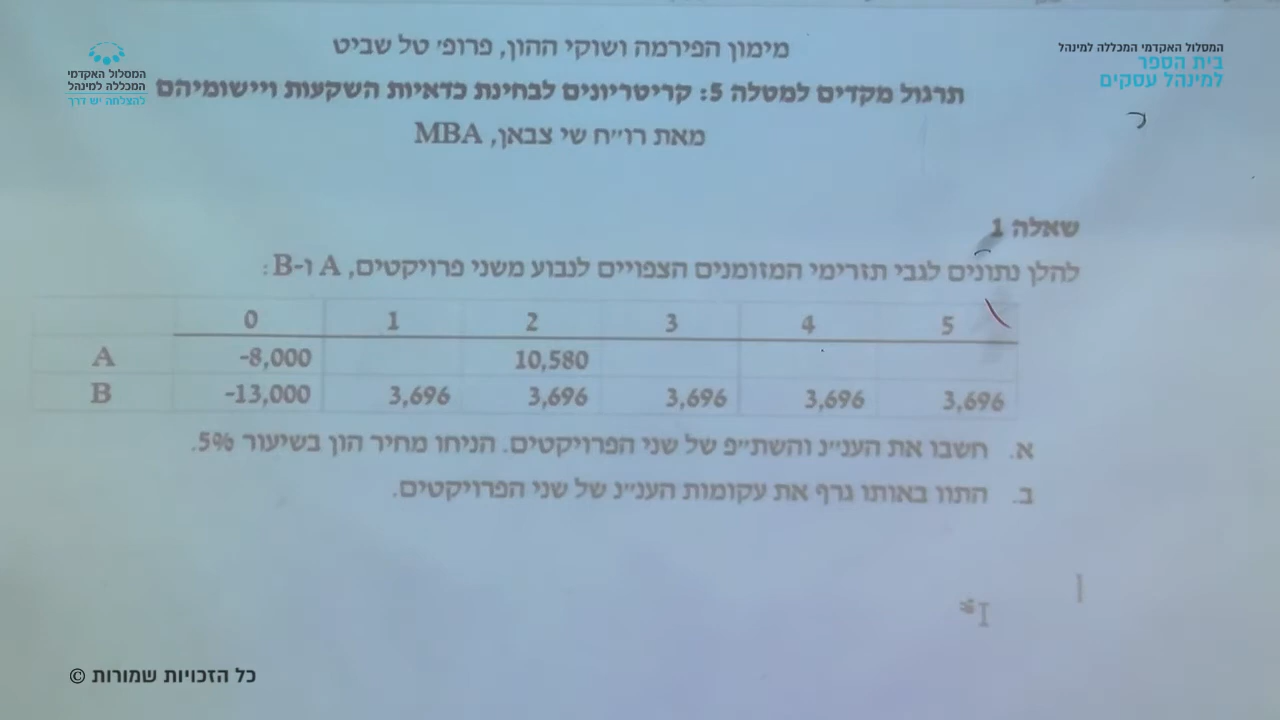 המסלול האקדמי המכללה למינהל
בית הספר
למינהל עסקים
המסלול האקדמי
המכללה למינהל
להצלחה יש דרך
מימון הפירמה ושוקי ההון, פרופ' טל שביט
תרגול מקדים למטלה 5: קריטריונים לבחינת כדאיות השקעות ויישומיהם
מאת רו"ח שי צבאן, MBA
שאלה 1
להלן נתונים לגבי תזרימי המזומנים הצפויים לנבוע משני פרויקטים, A ו-B:
0 1 2 3 4 5
A -8,000 10,580
B -13,000 3,696 3,696 3,696 3,696 3,696
א. חשבו את הענ"נ והשת"פ של שני הפרויקטים. הניחו מחיר הון בשיעור 5%.
ב. התוו באותו גרף את עקומות הענ"נ של שני הפרויקטים.
כל הזכויות שמורות ©